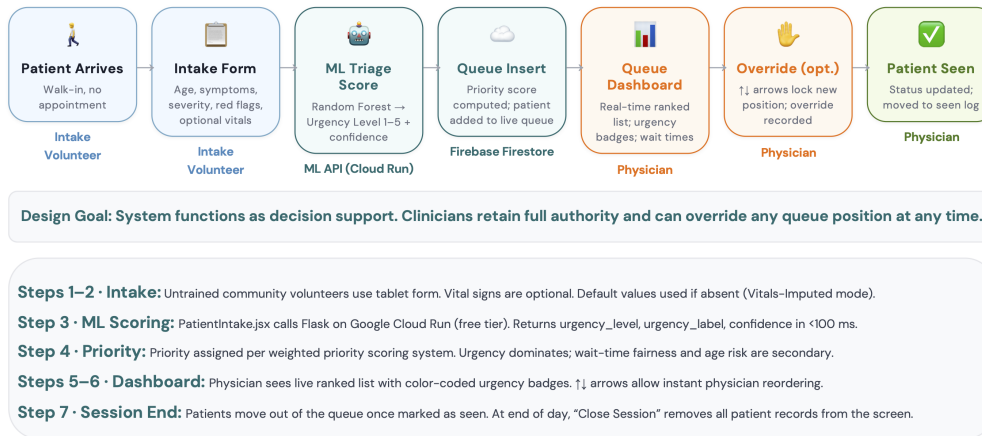 Patient Arrives
Walk-in, no
appointment
Intake
Volunteer
Intake Form
Age, symptoms,
severity, red flags,
optional vitals
Intake
Volunteer
ML Triage
Score
Random Forest →
Urgency Level 1–5 +
confidence
ML API (Cloud Run)
Queue Insert
Priority score
computed; patient
added to live queue
Firebase Firestore
Queue
Dashboard
Real-time ranked
list; urgency
badges; wait times
Physician
Override (opt.)
↑↓ arrows lock new
position; override
recorded
Physician
Patient Seen
Status updated;
moved to seen log
Physician
Design Goal: System functions as decision support. Clinicians retain full authority and can override any queue position at any time.
Steps 1–2 · Intake: Untrained community volunteers use tablet form. Vital signs are optional. Default values used if absent (Vitals-Imputed mode).
Step 3 · ML Scoring: PatientIntake.jsx calls Flask on Google Cloud Run (free tier). Returns urgency_level, urgency_label, confidence in <100 ms.
Step 4 · Priority: Priority assigned per weighted priority scoring system. Urgency dominates; wait-time fairness and age risk are secondary.
Steps 5–6 · Dashboard: Physician sees live ranked list with color-coded urgency badges. ↑↓ arrows allow instant physician reordering.
Step 7 · Session End: Patients move out of the queue once marked as seen. At end of day, “Close Session” removes all patient records from the screen.